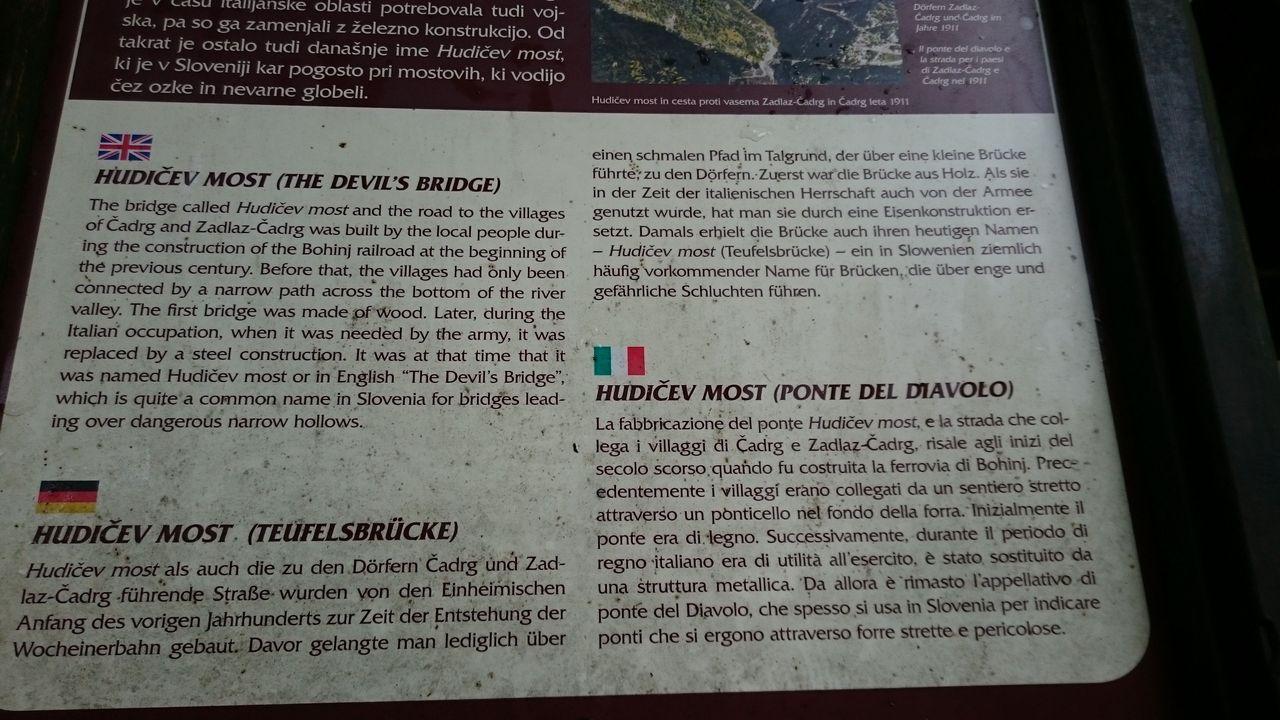 je v času italijanske oblasti potrebovala tudi voj-
ska, pa so ga zamenjali z železno konstrukcijo. Od
takrat je ostalo tudi današnje ime Hudičev most,
ki je v Sloveniji kar pogosto pri mostovih, ki vodijo
čez ozke in nevarne globeli.
Dörfern Zadlaz-
Čadrg und Čadrg im
Jahre 1911
Il ponte del diavolo e
la strada per i paesi
di Zadlaz-Čadrg e
Čadrg nel 1911
Hudičev most in cesta proti vasema Zadlaz-Čadrg in Čadrg leta 1911
HUDIČEV MOST (THE DEVIL'S BRIDGE)
The bridge called Hudičev most and the road to the villages
of Čadrg and Zadlaz-Čadrg was built by the local people dur-
ing the construction of the Bohinj railroad at the beginning of
the previous century. Before that, the villages had only been
connected by a narrow path across the bottom of the river
valley. The first bridge was made of wood. Later, during the
Italian occupation, when it was needed by the army, it was
replaced by a steel construction. It was at that time that it
was named Hudičev most or in English "The Devil's Bridge",
which is quite a common name in Slovenia for bridges lead-
ing over dangerous narrow hollows.
HUDIČEV MOST (TEUFELSBRÜCKE)
Hudičev most als auch die zu den Dörfern Čadrg und Zad-
laz-Čadrg führende Straße wurden von den Einheimischen
Anfang des vorigen Jahrhunderts zur Zeit der Entstehung der
Wocheinerbahn gebaut. Davor gelangte man lediglich über
einen schmalen Pfad im Talgrund, der über eine kleine Brücke
führte, zu den Dörfern. Zuerst war die Brücke aus Holz. Als sie
in der Zeit der italienischen Herrschaft auch von der Armee
genutzt wurde, hat man sie durch eine Eisenkonstruktion er-
setzt. Damals erhielt die Brücke auch ihren heutigen Namen
– Hudičev most (Teufelsbrücke) – ein in Slowenien ziemlich
häufig vorkommender Name für Brücken, die über enge und
gefährliche Schluchten führen.
HUDIČEV MOST (PONTE DEL DIAVOLO)
La fabbricazione del ponte Hudičev most, e la strada che col-
lega i villaggi di Čadrg e Zadlaz-Čadrg, risale agli inizi del
secolo scorso quando fu costruita la ferrovia di Bohinj. Prec-
edentemente i villaggi erano collegati da un sentiero stretto
attraverso un ponticello nel fondo della forra. Inizialmente il
ponte era di legno. Successivamente, durante il periodo di
regno italiano era di utilità all'esercito, è stato sostituito da
una struttura metallica. Da allora è rimasto l'appellativo di
ponte del Diavolo, che spesso si usa in Slovenia per indicare
ponti che si ergono attraverso forre strette e pericolose.